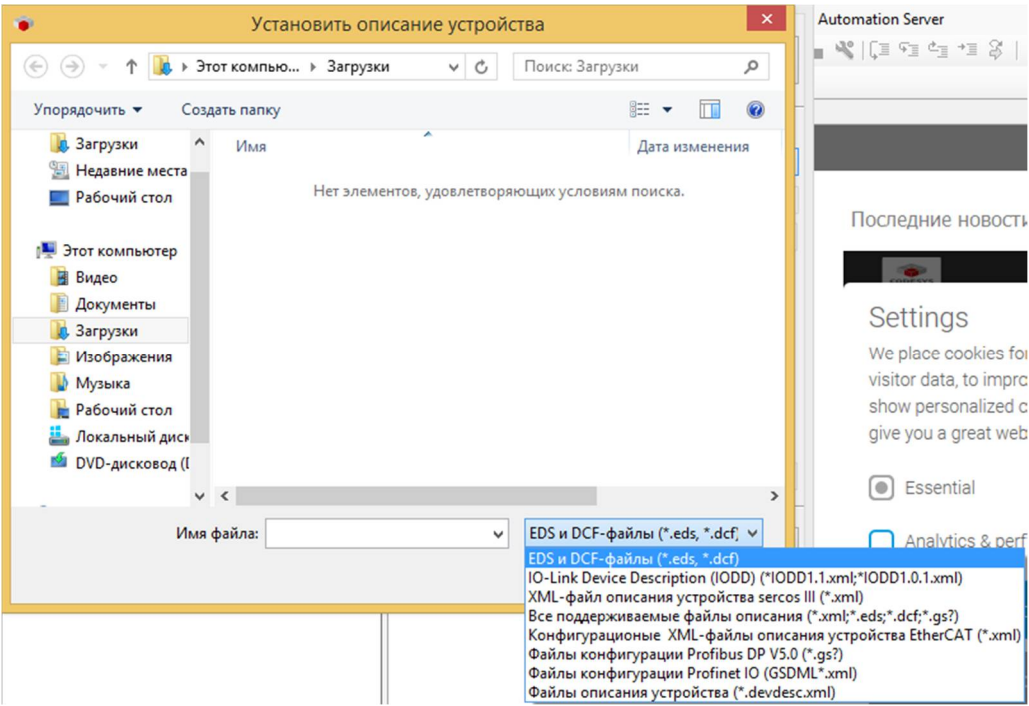 Установить описание устройства
Automation Server
Этот компью... Загрузки
Поиск: Загрузки
Упорядочить Создать папку
Загрузки
Недавние места
Рабочий стол
Этот компьютер
Видео
Документы
Загрузки
Изображения
Музыка
Рабочий стол
Локальный диск
DVD-дисковод (
Имя Дата изменения
Нет элементов, удовлетворяющих условиям поиска.
Имя файла:
EDS и DCF-файлы (*.eds, *.dcf)
EDS и DCF-файлы (*.eds, *.dcf)
IO-Link Device Description (IODD) (*IODD1.1.xml;*IODD1.0.1.xml)
XML-файл описания устройства sercos III (*.xml)
Все поддерживаемые файлы описания (*.xml;*.eds;*.dcf;*.gs?)
Конфигурационые XML-файлы описания устройства EtherCAT (*.xml)
Файлы конфигурации Profibus DP V5.0 (*.gs?)
Файлы конфигурации Profinet IO (GSDML*.xml)
Файлы описания устройства (*.devdesc.xml)
Последние новости
CODESYS
Settings
We place cookies for
visitor data, to impro
show personalized c
give you a great web
Essential
Analytics & perf